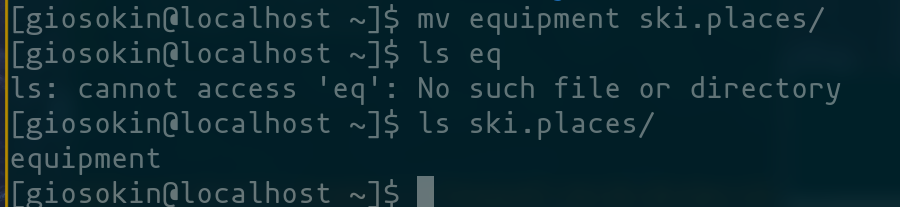 [giosokin@localhost ~]$ mv equipment ski.places/
[giosokin@localhost ~]$ ls eq
ls: cannot access 'eq': No such file or directory
[giosokin@localhost ~]$ ls ski.places/
equipment
[giosokin@localhost ~]$